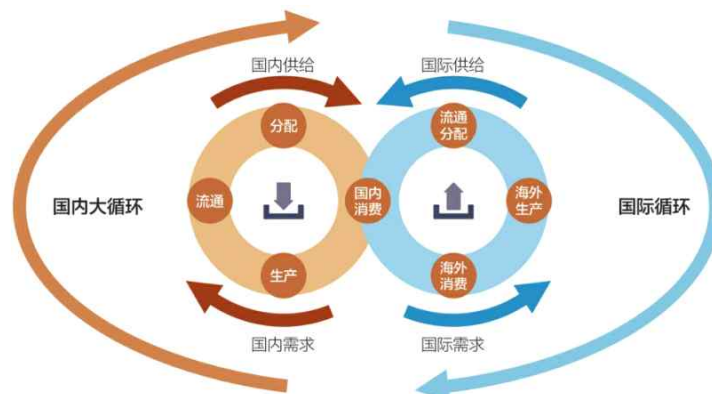 国内供给
国际供给
分配
流通
分配
国内大循环
流通
国内
消费
海外
生产
国际循环
生产
海外
消费
国内需求
国际需求